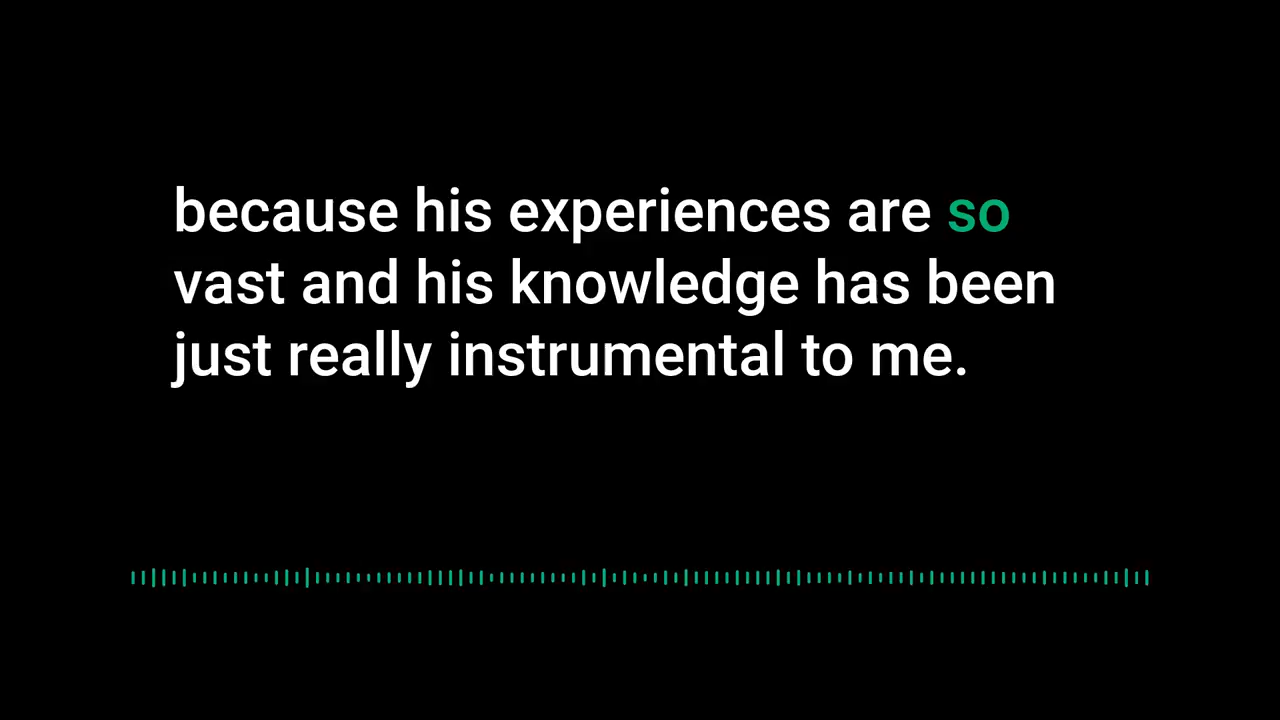 because his experiences are so
vast and his knowledge has been
just really instrumental to me.